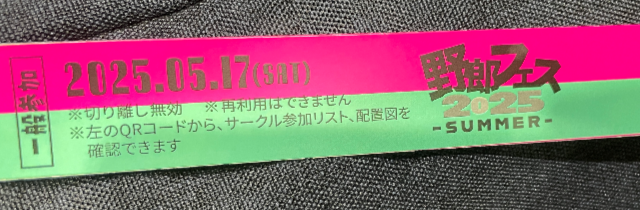 一般参加
2025.05.17(SAT)
※切り離し無効 ※再利用はできません
※左のQRコードから、サークル参加リスト、配置図を
確認できます
野郎フェス
2025
-SUMMER-